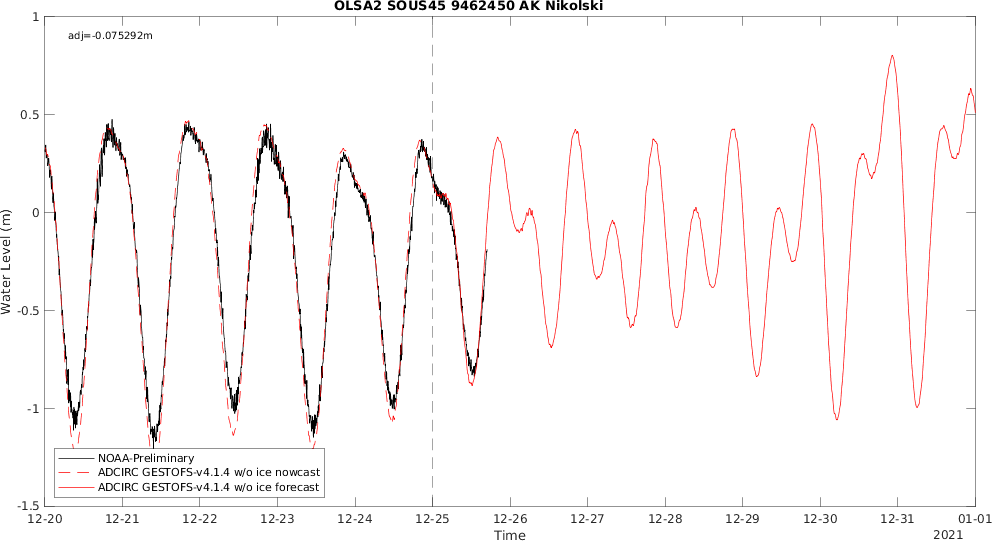 OLSA2 SOUS45 9462450 AK Nikolski
adj=-0.075292m
Water Level (m)
1
0.5
0
-0.5
-1
-1.5
NOAA-Preliminary
ADCIRC GESTOFS-v4.1.4 w/o ice nowcast
ADCIRC GESTOFS-v4.1.4 w/o ice forecast
12-20 12-21 12-22 12-23 12-24 12-25 12-26 12-27 12-28 12-29 12-30 12-31 01-01
Time
2021